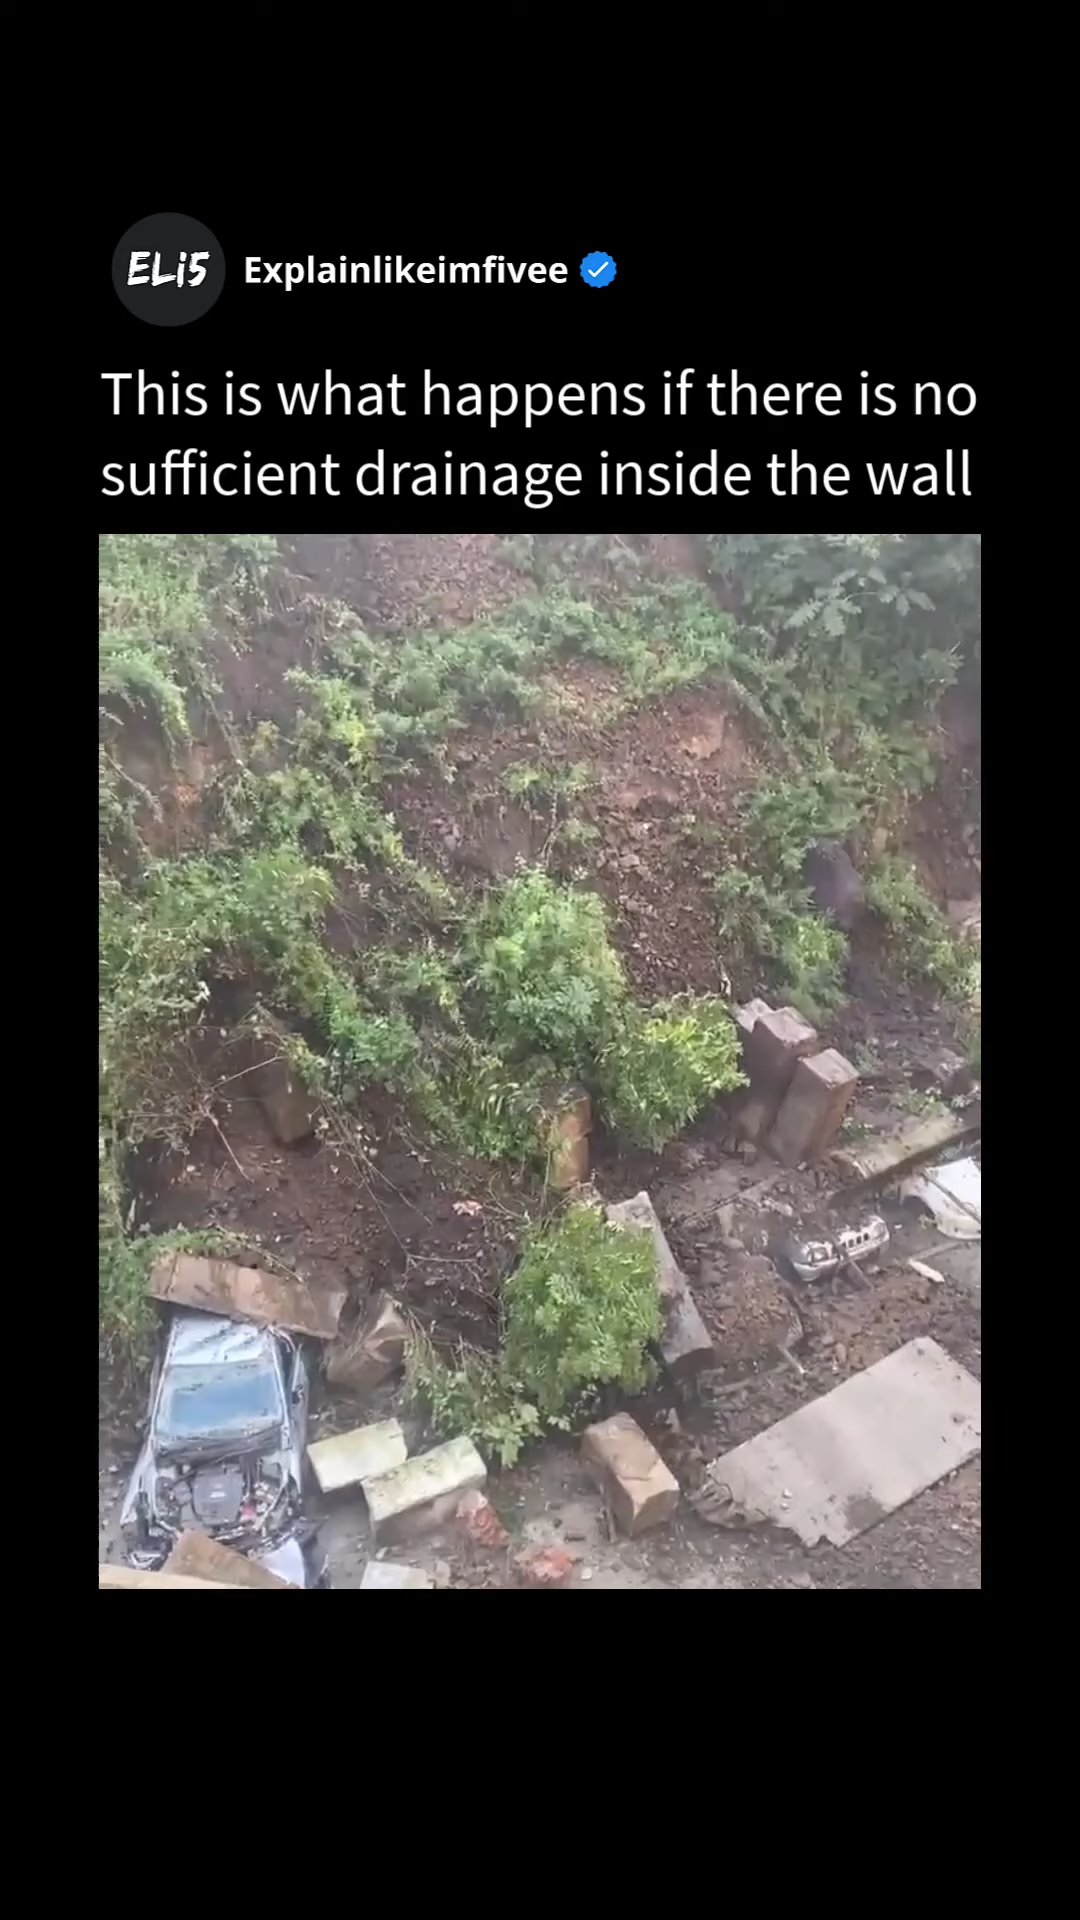 ELi5
Explainlikeimfivee
This is what happens if there is no
sufficient drainage inside the wall